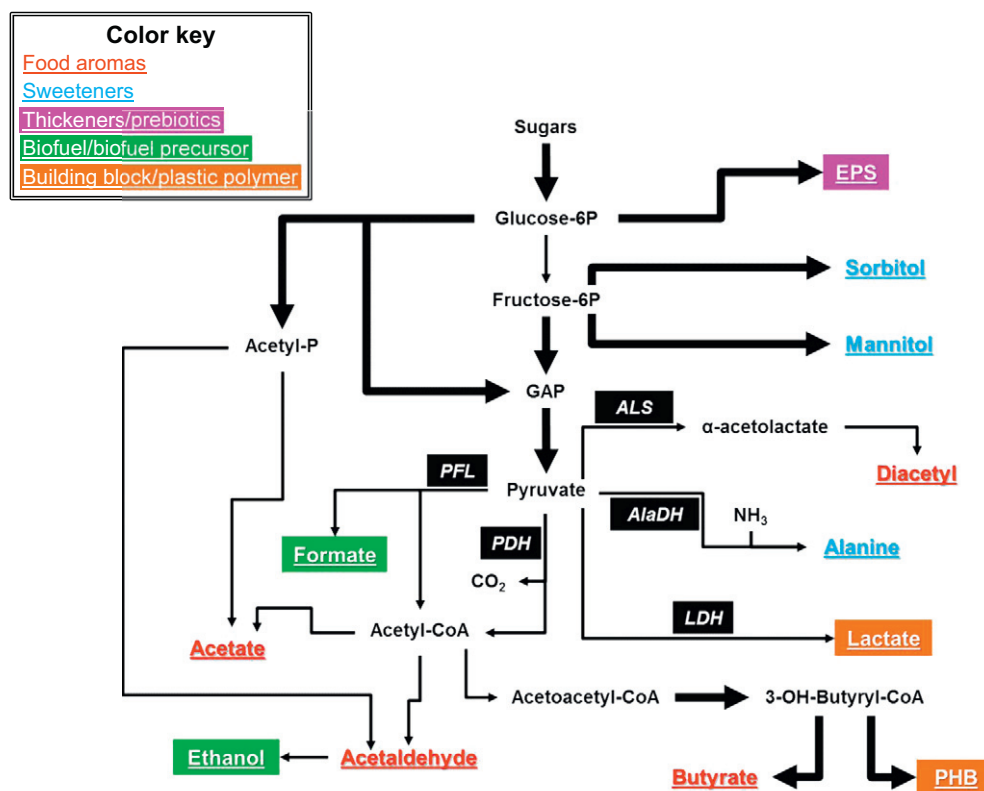 Color key
Food aromas
Sweeteners
Thickeners/prebiotics
Biofuel/biofuel precursor
Building block/plastic polymer
Sugars
EPS
Glucose-6P
Sorbitol
Fructose-6P
Acetyl-P
Mannitol
GAP
ALS
α-acetolactate
PFL
Pyruvate
Diacetyl
AlaDH
NH₃
PDH
Formate
Alanine
CO₂
LDH
Acetyl-CoA
Lactate
Acetate
Acetoacetyl-CoA
3-OH-Butyryl-CoA
Ethanol
Acetaldehyde
Butyrate
PHB